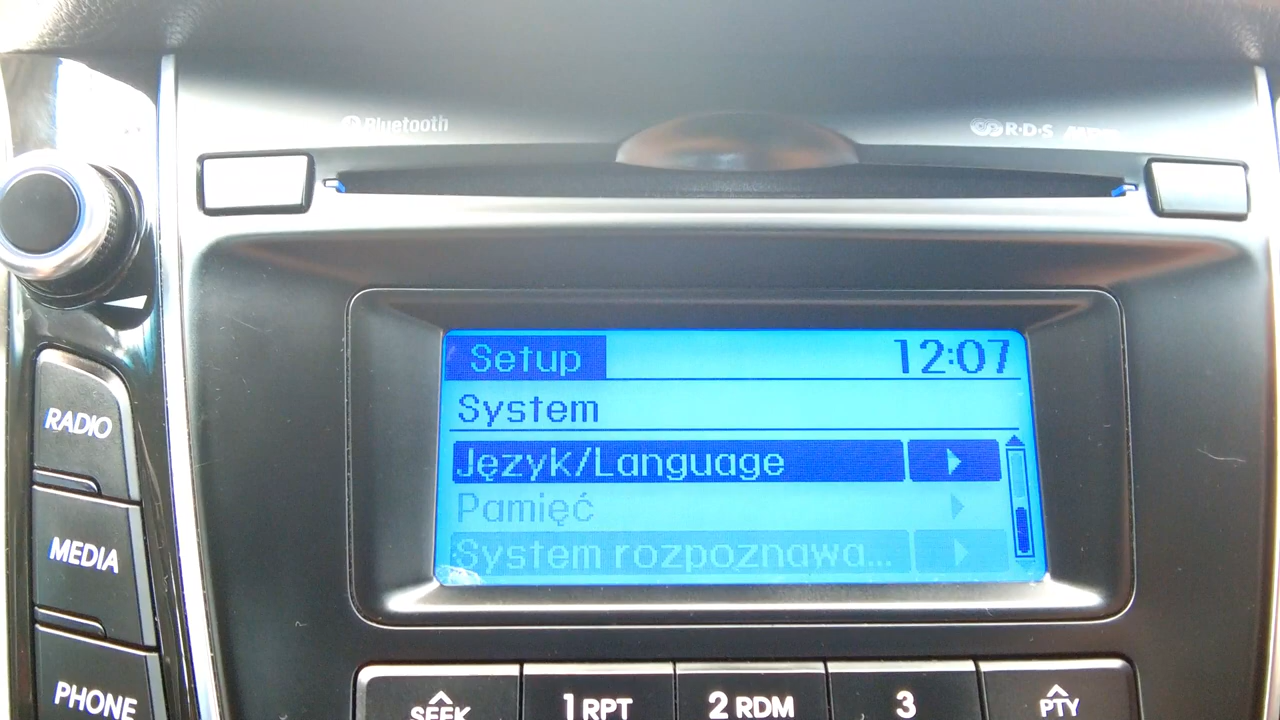 Bluetooth
R·D·S
Setup 12:07
System
Język/Language
Pamięć
System rozpoznawa...
RADIO
MEDIA
PHONE
SEEK 1 RPT 2 RDM 3 PTY